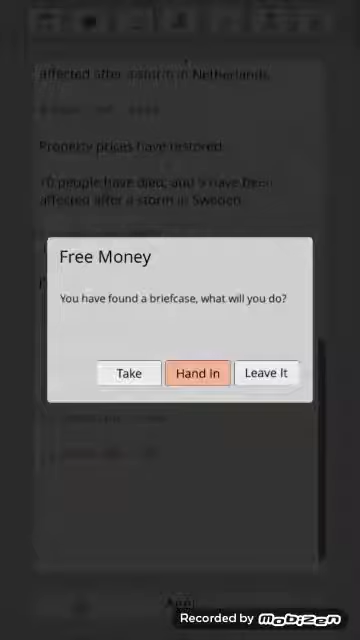 affected after a storm in Netherlands.
Property prices have restored.
10 people have died, and 9 have been
affected after a storm in Sweden
Free Money
You have found a briefcase, what will you do?
Take
Hand In
Leave It
Recorded by mobizen